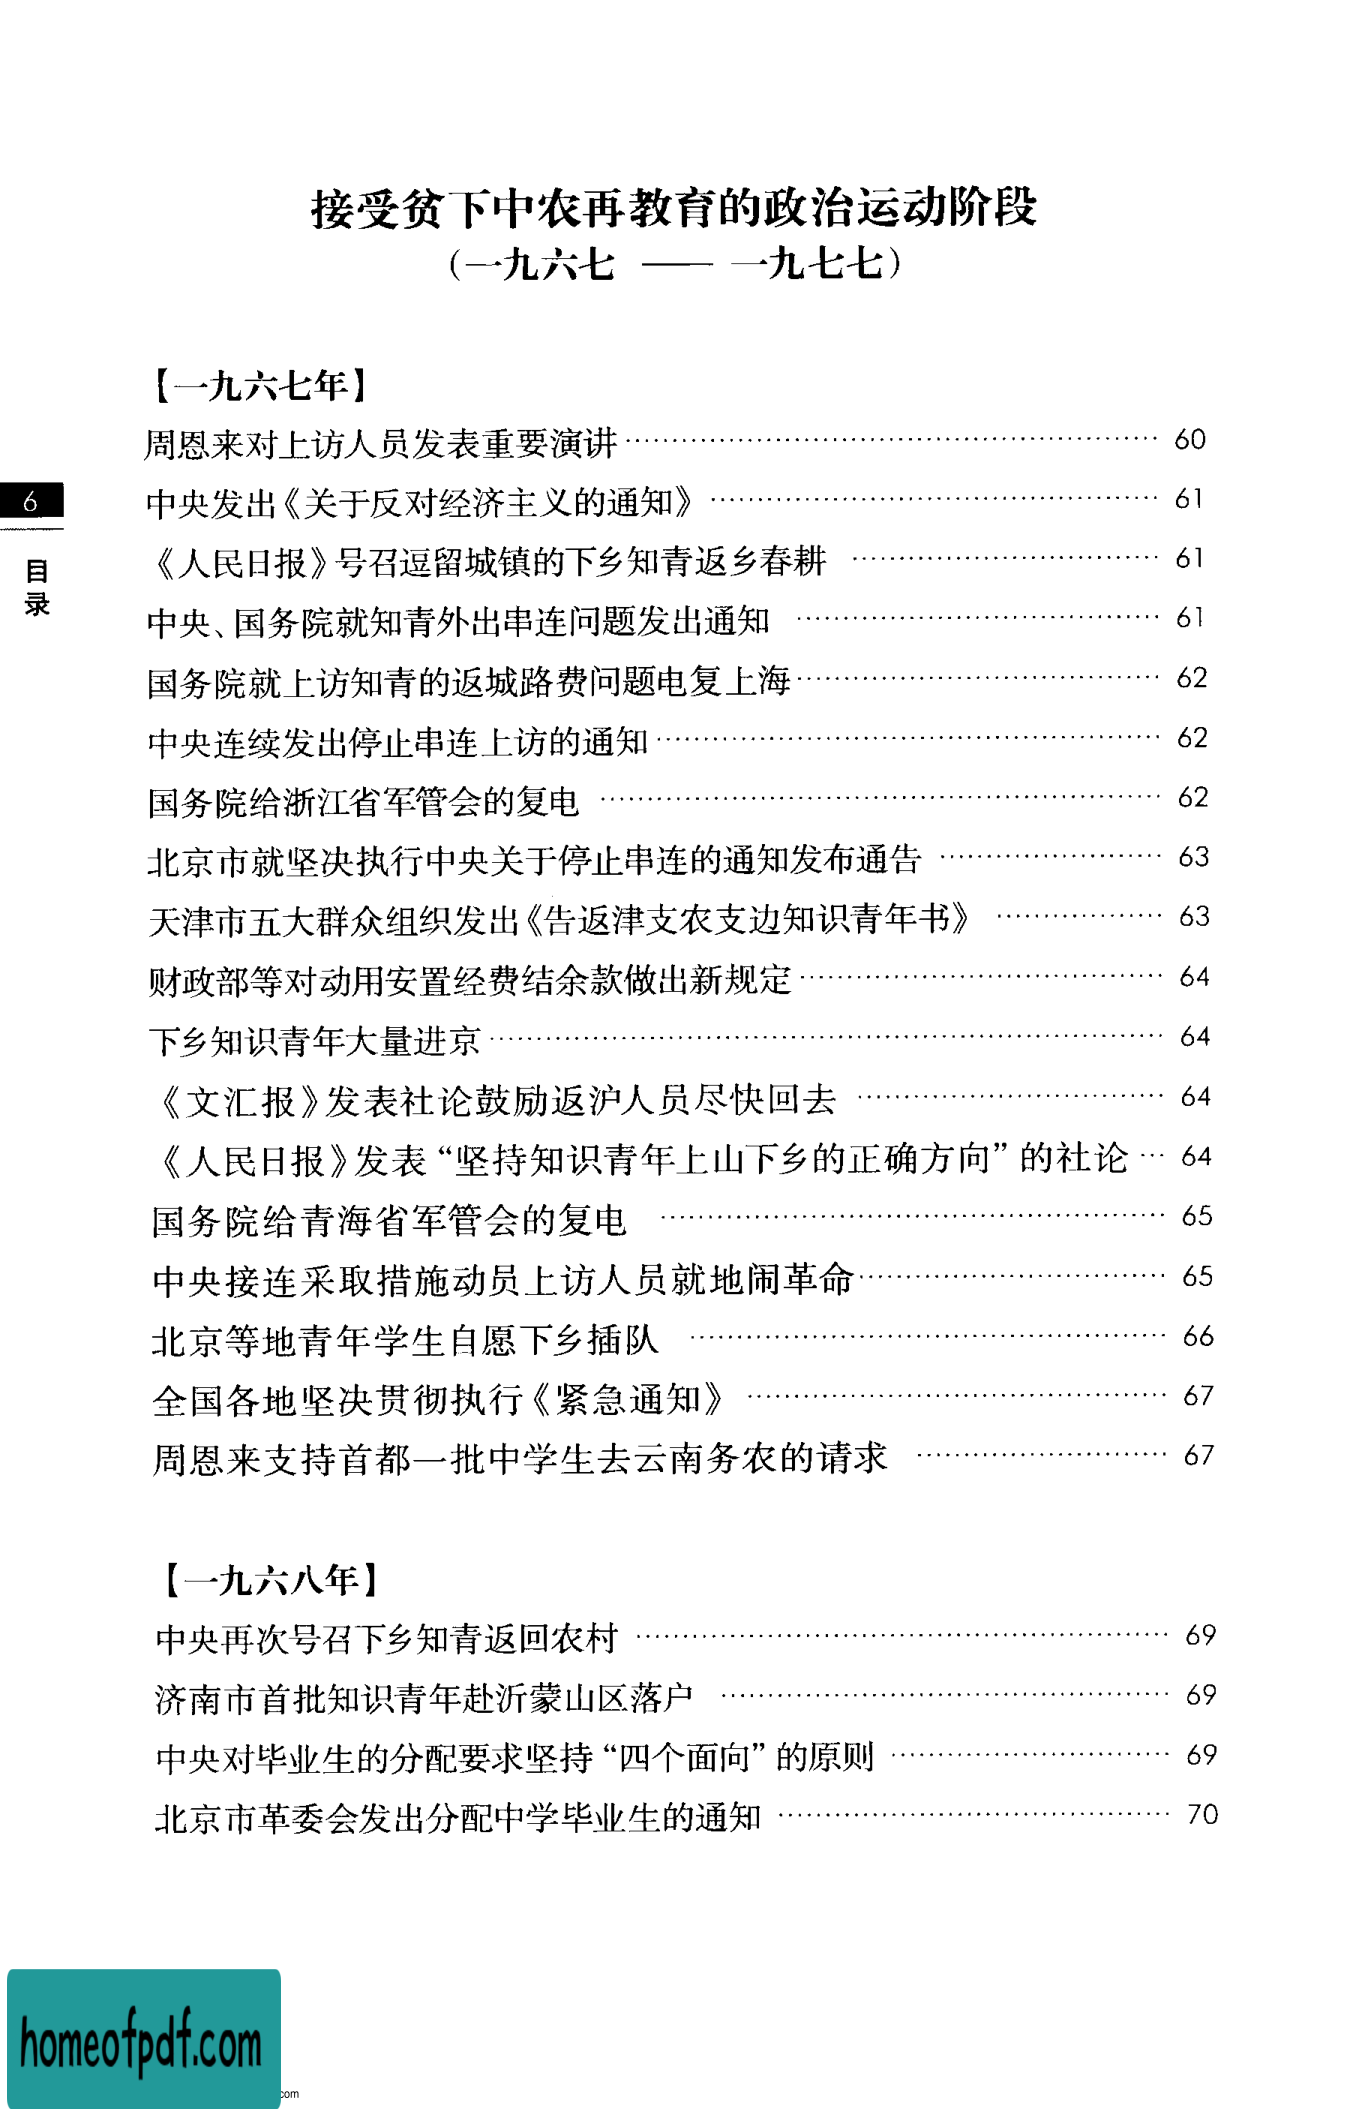 接受贫下中农再教育的政治运动阶段
(一九六七 —— 一九七七)
【一九六七年】
周恩来对上访人员发表重要演讲 …… 60
中央发出《关于反对经济主义的通知》 …… 61
《人民日报》号召逗留城镇的下乡知青返乡春耕 …… 61
中央、国务院就知青外出串连问题发出通知 …… 61
国务院就上访知青的返城路费问题电复上海 …… 62
中央连续发出停止串连上访的通知 …… 62
国务院给浙江省军管会的复电 …… 62
北京市就坚决执行中央关于停止串连的通知发布通告 …… 63
天津市五大群众组织发出《告返津支农支边知识青年书》 …… 63
财政部等对动用安置经费结余款做出新规定 …… 64
下乡知识青年大量进京 …… 64
《文汇报》发表社论鼓励返沪人员尽快回去 …… 64
《人民日报》发表“坚持知识青年上山下乡的正确方向”的社论 … 64
国务院给青海省军管会的复电 …… 65
中央接连采取措施动员上访人员就地闹革命 …… 65
北京等地青年学生自愿下乡插队 …… 66
全国各地坚决贯彻执行《紧急通知》 …… 67
周恩来支持首都一批中学生去云南务农的请求 …… 67
【一九六八年】
中央再次号召下乡知青返回农村 …… 69
济南市首批知识青年赴沂蒙山区落户 …… 69
中央对毕业生的分配要求坚持“四个面向”的原则 …… 69
北京市革委会发出分配中学毕业生的通知 …… 70
6
目录
homeofpdf.com
com